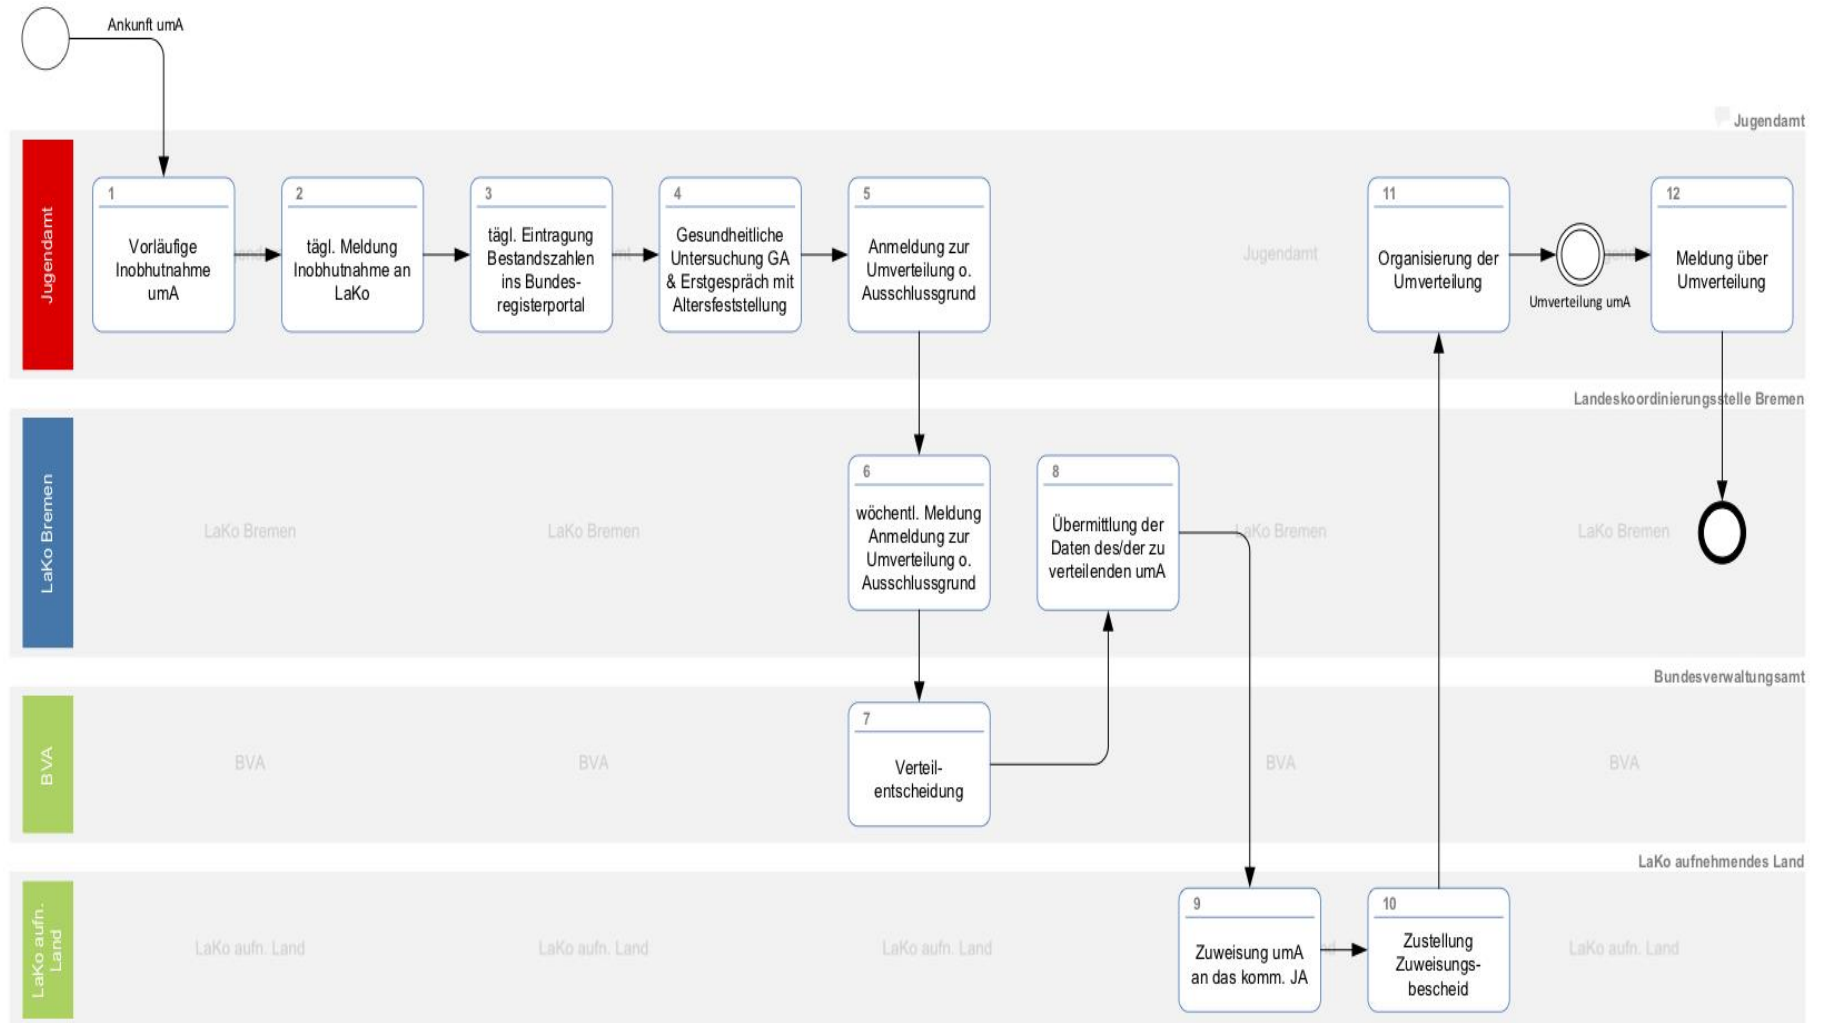 Ankunft umA
Jugendamt
Jugendamt
1
Vorläufige
Inobhutnahme
umA
2
tägl. Meldung
Inobhutnahme an
LaKo
3
tägl. Eintragung
Bestandszahlen
ins Bundes-
registerportal
4
Gesundheitliche
Untersuchung GA
& Erstgespräch mit
Altersfeststellung
5
Anmeldung zur
Umverteilung o.
Ausschlussgrund
Jugendamt
11
Organisierung der
Umverteilung
Umverteilung umA
12
Meldung über
Umverteilung
Landeskoordinierungsstelle Bremen
LaKo Bremen
LaKo Bremen
LaKo Bremen
6
wöchentl. Meldung
Anmeldung zur
Umverteilung o.
Ausschlussgrund
8
Übermittlung der
Daten des/der zu
verteilenden umA
LaKo Bremen
LaKo Bremen
Bundesverwaltungsamt
BVA
BVA
BVA
7
Verteil-
entscheidung
BVA
BVA
LaKo aufnehmendes Land
LaKo aufn.
Land
LaKo aufn. Land
LaKo aufn. Land
LaKo aufn. Land
9
Zuweisung umA
an das komm. JA
10
Zustellung
Zuweisungs-
bescheid
LaKo aufn. Land